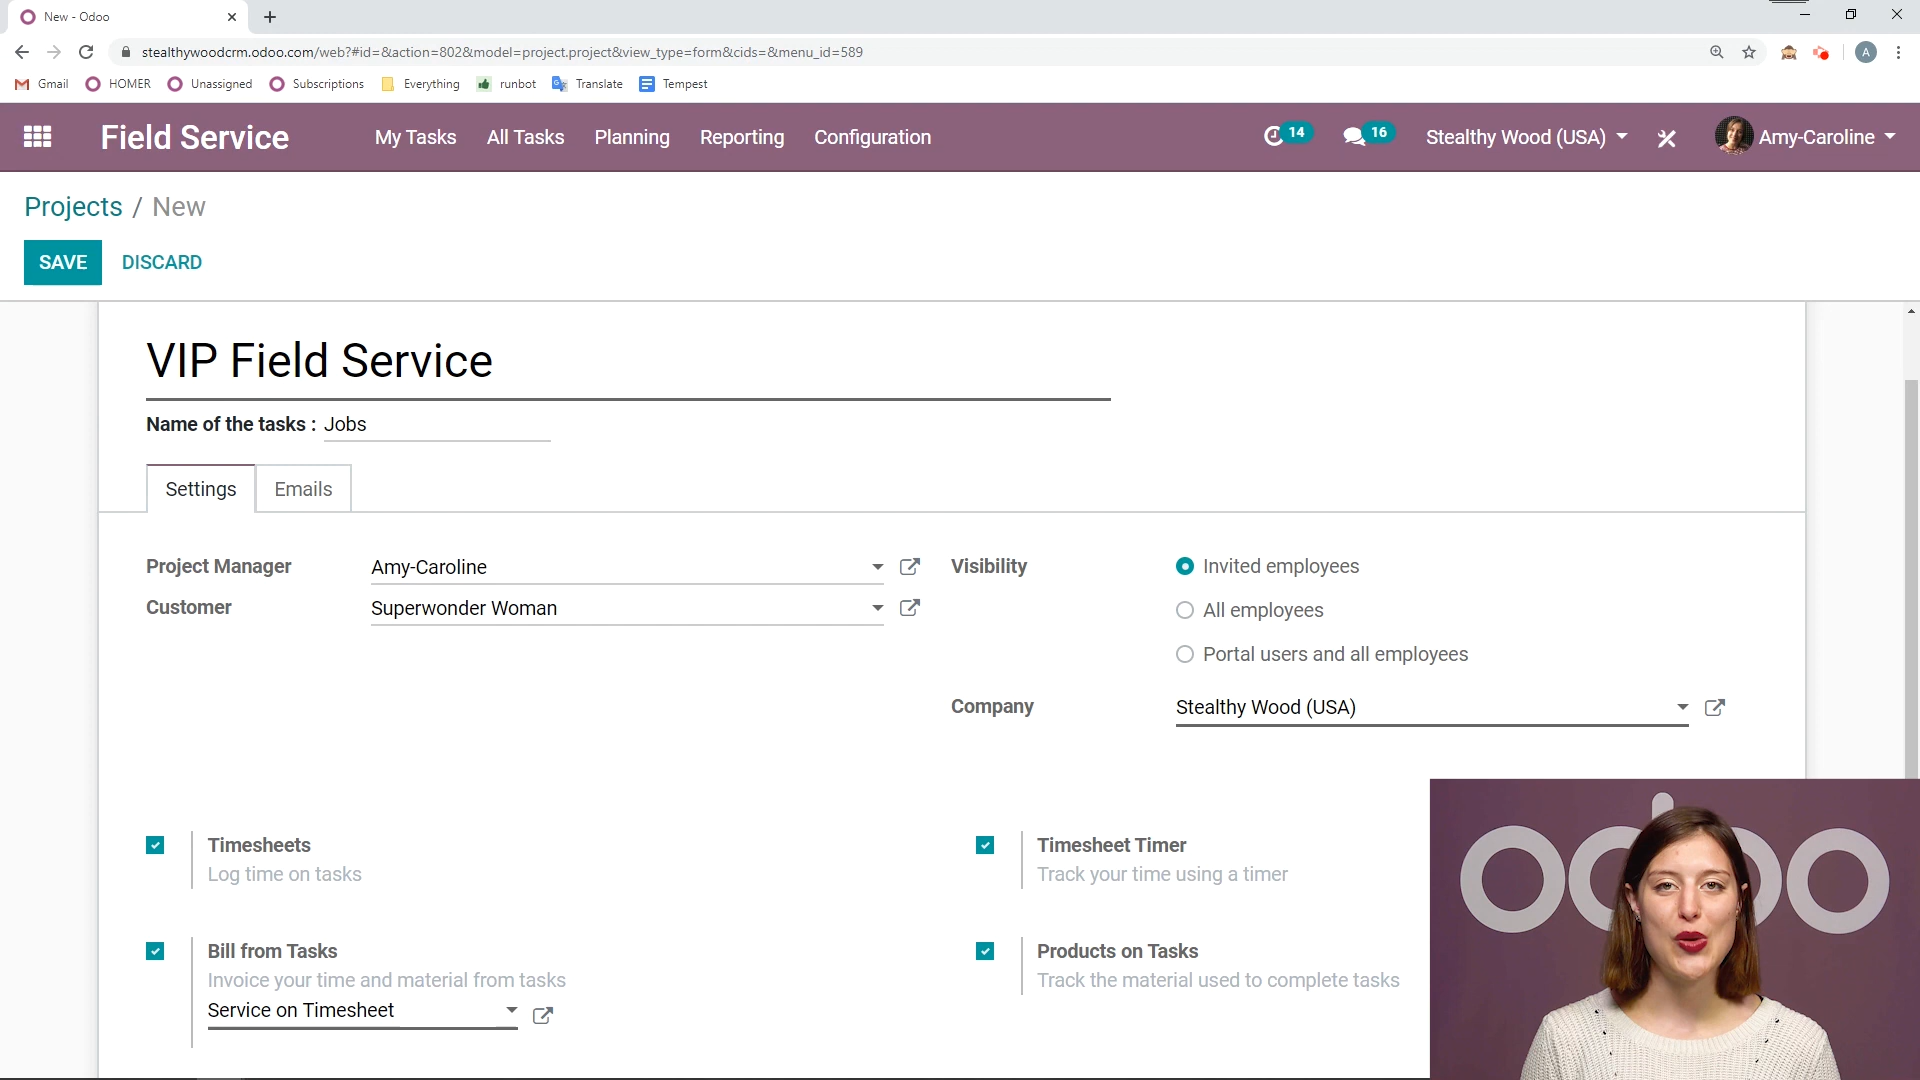 New - Odoo
stealthywoodcrm.odoo.com/web?#id=&action=802&model=project.project&view_type=form&cids=&menu_id=589
A
Gmail HOMER Unassigned Subscriptions Everything runbot Translate Tempest
Field Service My Tasks All Tasks Planning Reporting Configuration 14 16 Stealthy Wood (USA) Amy-Caroline
Projects / New
SAVE DISCARD
VIP Field Service
Name of the tasks : Jobs
Settings Emails
Project Manager Amy-Caroline Visibility Invited employees
Customer Superwonder Woman All employees
Portal users and all employees
Company Stealthy Wood (USA)
Timesheets Timesheet Timer
Log time on tasks Track your time using a timer
Bill from Tasks Products on Tasks
Invoice your time and material from tasks Track the material used to complete tasks
Service on Timesheet
odoo